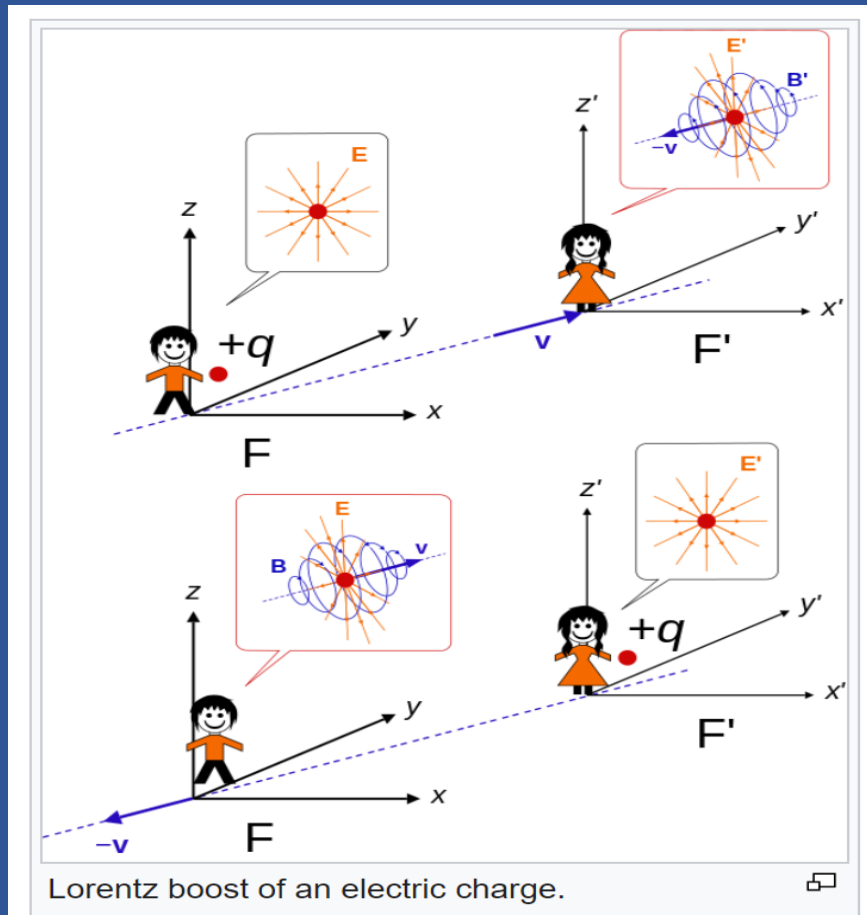 E'
B'
−v
z'
E
z
y'
x'
+q
y
v
F'
x
F
E'
z'
E
v
B
z
y'
+q
x'
y
F'
x
−v
F
Lorentz boost of an electric charge.